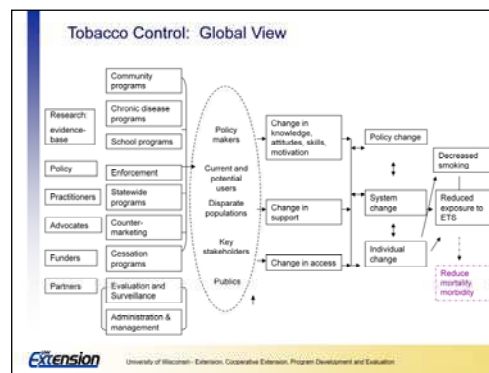 Tobacco Control: Global View
Research:
evidence-
base
Policy
Practitioners
Advocates
Funders
Partners
Community
programs
Chronic disease
programs
School programs
Enforcement
Statewide
programs
Counter-
marketing
Cessation
programs
Evaluation and
Surveillance
Administration &
management
Policy
makers
Current and
potential
users
Disparate
populations
Key
stakeholders
Publics
Change in
knowledge,
attitudes, skills,
motivation
Change in
support
Change in access
Policy change
System
change
Individual
change
Decreased
smoking
Reduced
exposure to
ETS
Reduce
mortality,
morbidity
Extension
University of Wisconsin - Extension, Cooperative Extension, Program Development and Evaluation